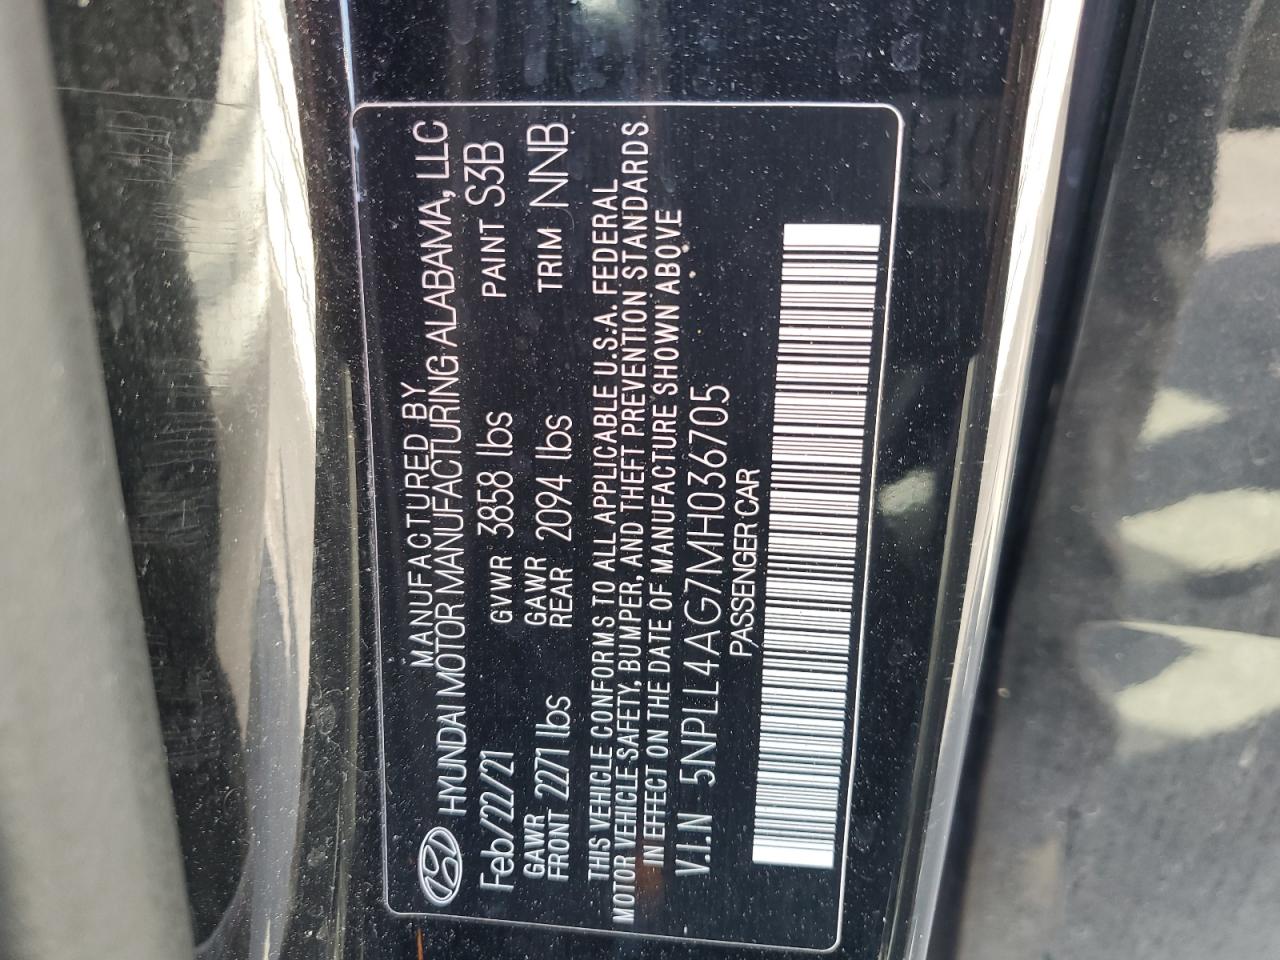 MANUFACTURED BY
HYUNDAI MOTOR MANUFACTURING ALABAMA, LLC
Feb/22/21 GVWR 3858 lbs PAINT S3B
GAWR FRONT 2271 lbs GAWR REAR 2094 lbs TRIM NNB
THIS VEHICLE CONFORMS TO ALL APPLICABLE U.S.A. FEDERAL
MOTOR VEHICLE SAFETY, BUMPER, AND THEFT PREVENTION STANDARDS
IN EFFECT ON THE DATE OF MANUFACTURE SHOWN ABOVE
V.I.N 5NPLL4AG7MH036705
PASSENGER CAR